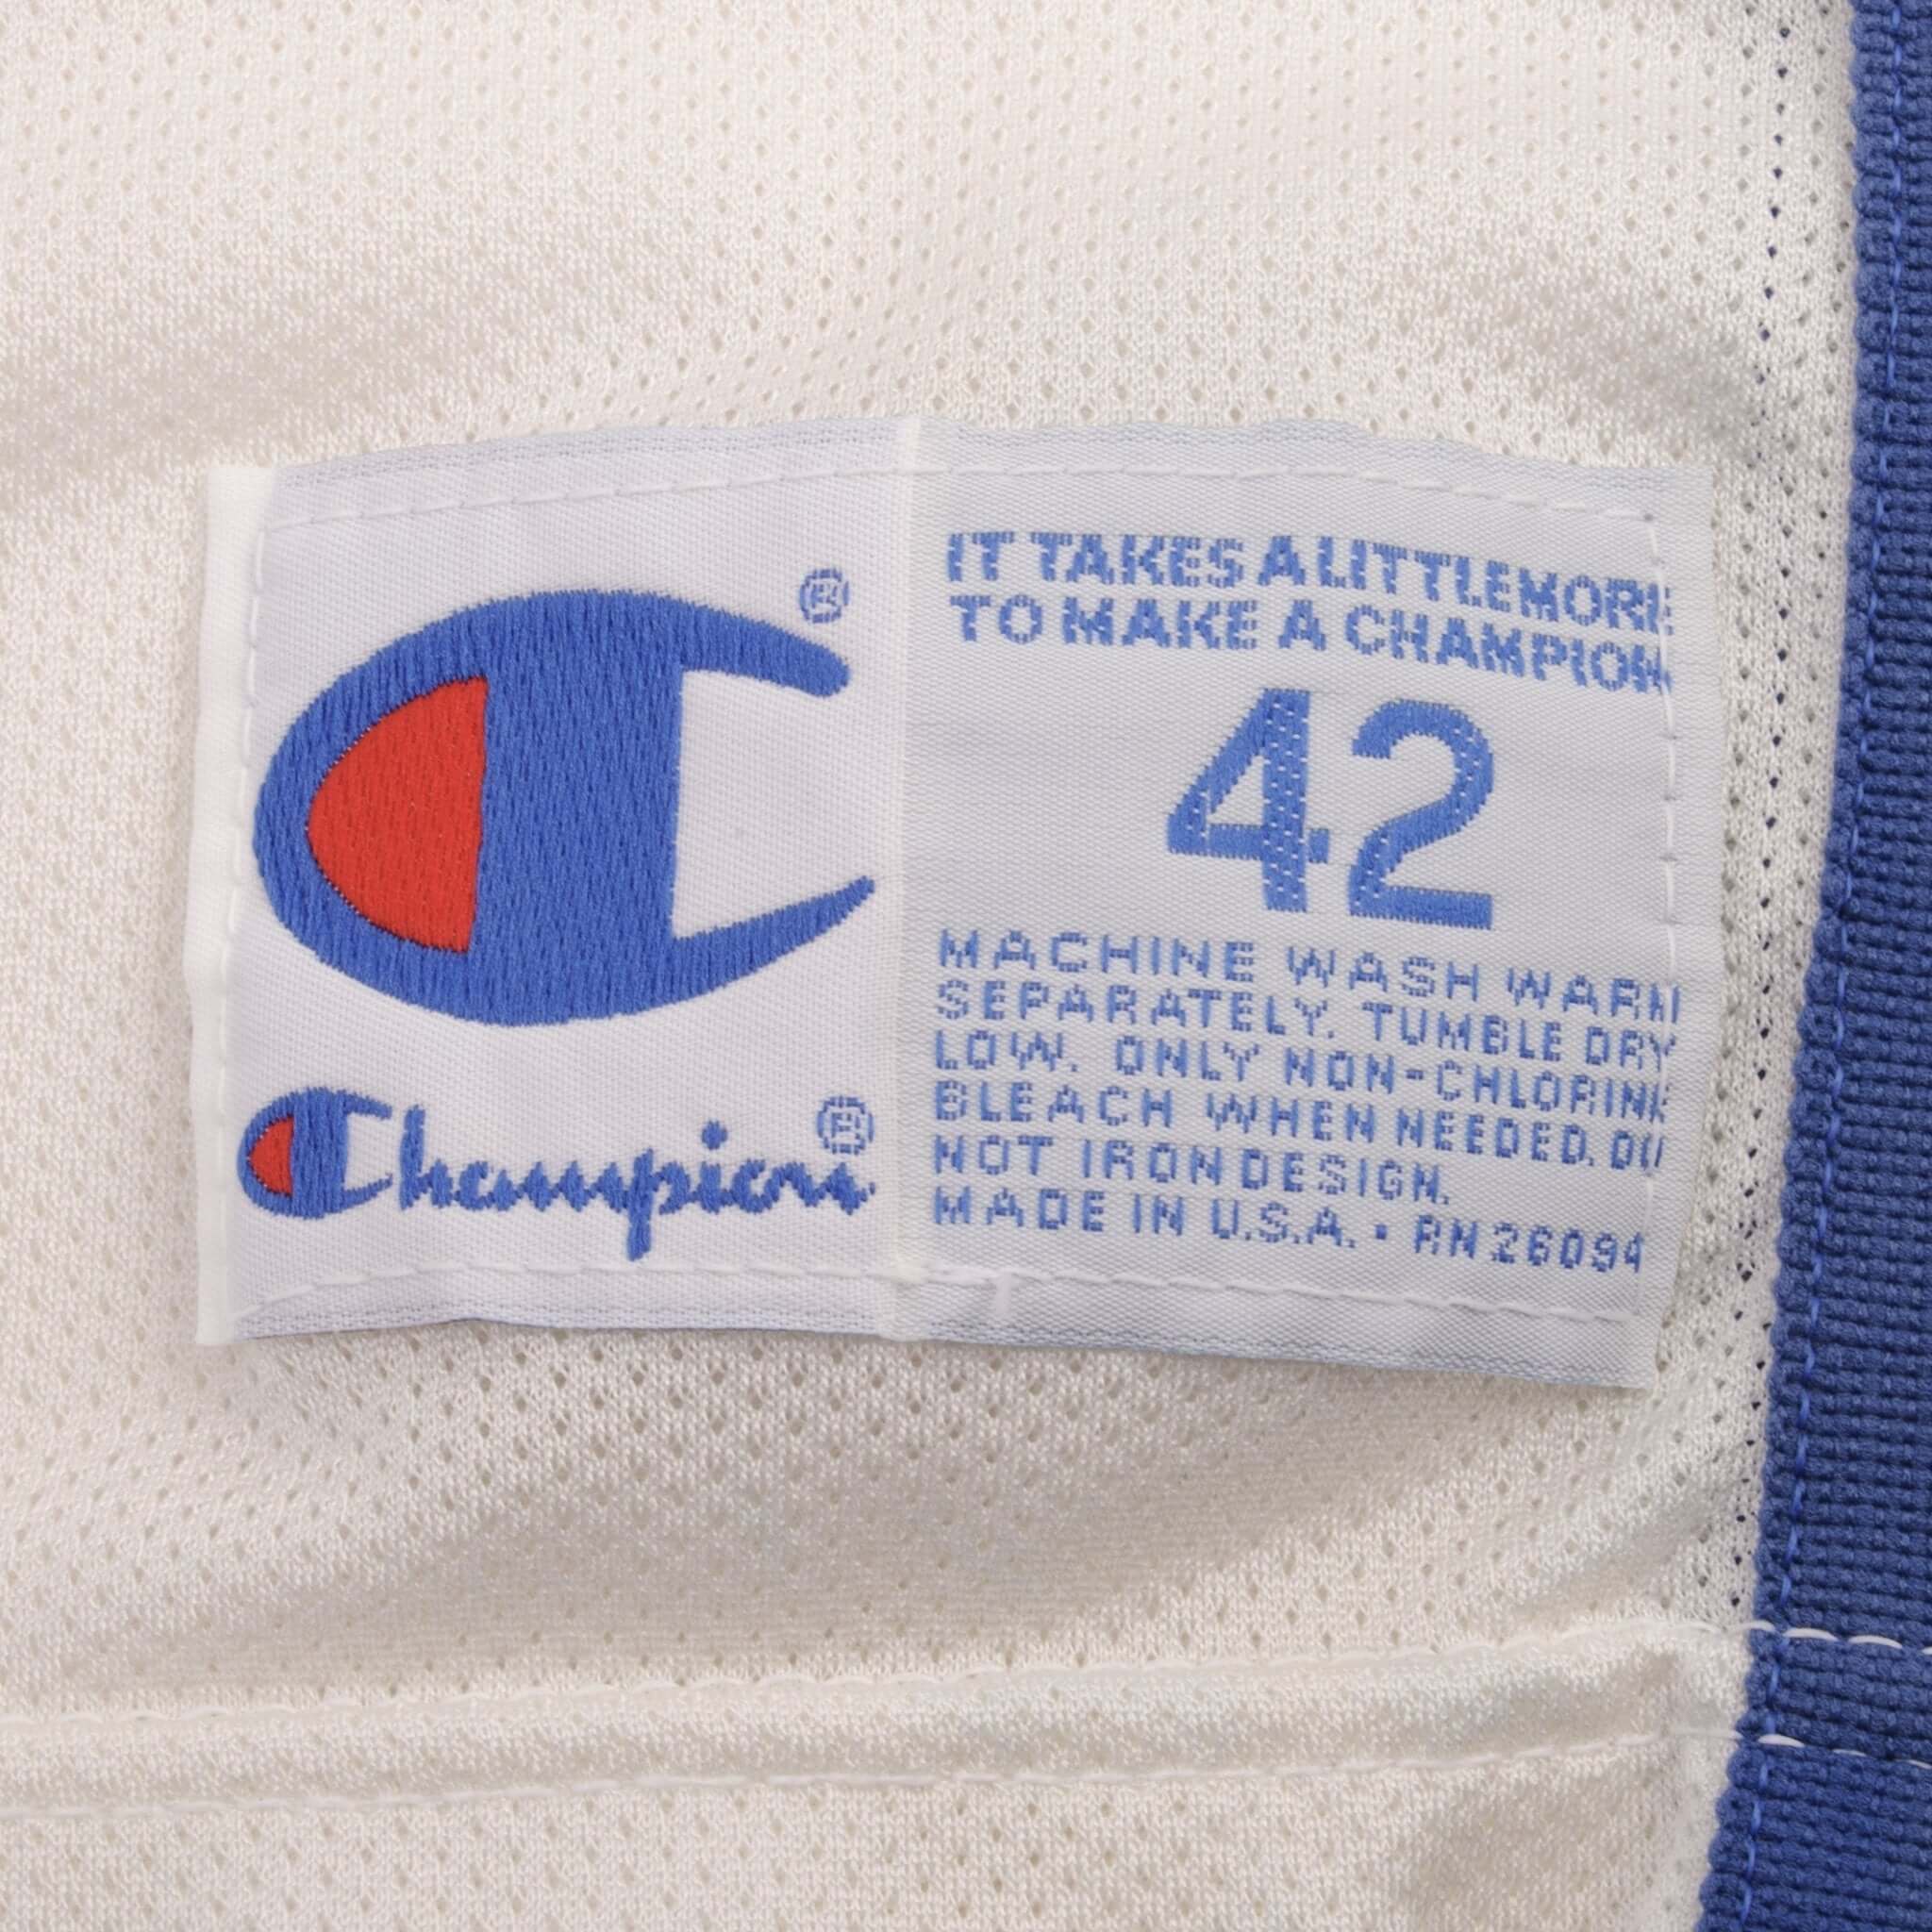 ®
Champion®
IT TAKES A LITTLE MORE
TO MAKE A CHAMPION
42
MACHINE WASH WARM
SEPARATELY. TUMBLE DRY
LOW. ONLY NON-CHLORINE
BLEACH WHEN NEEDED. DO
NOT IRON DESIGN.
MADE IN U.S.A. • RN 26094